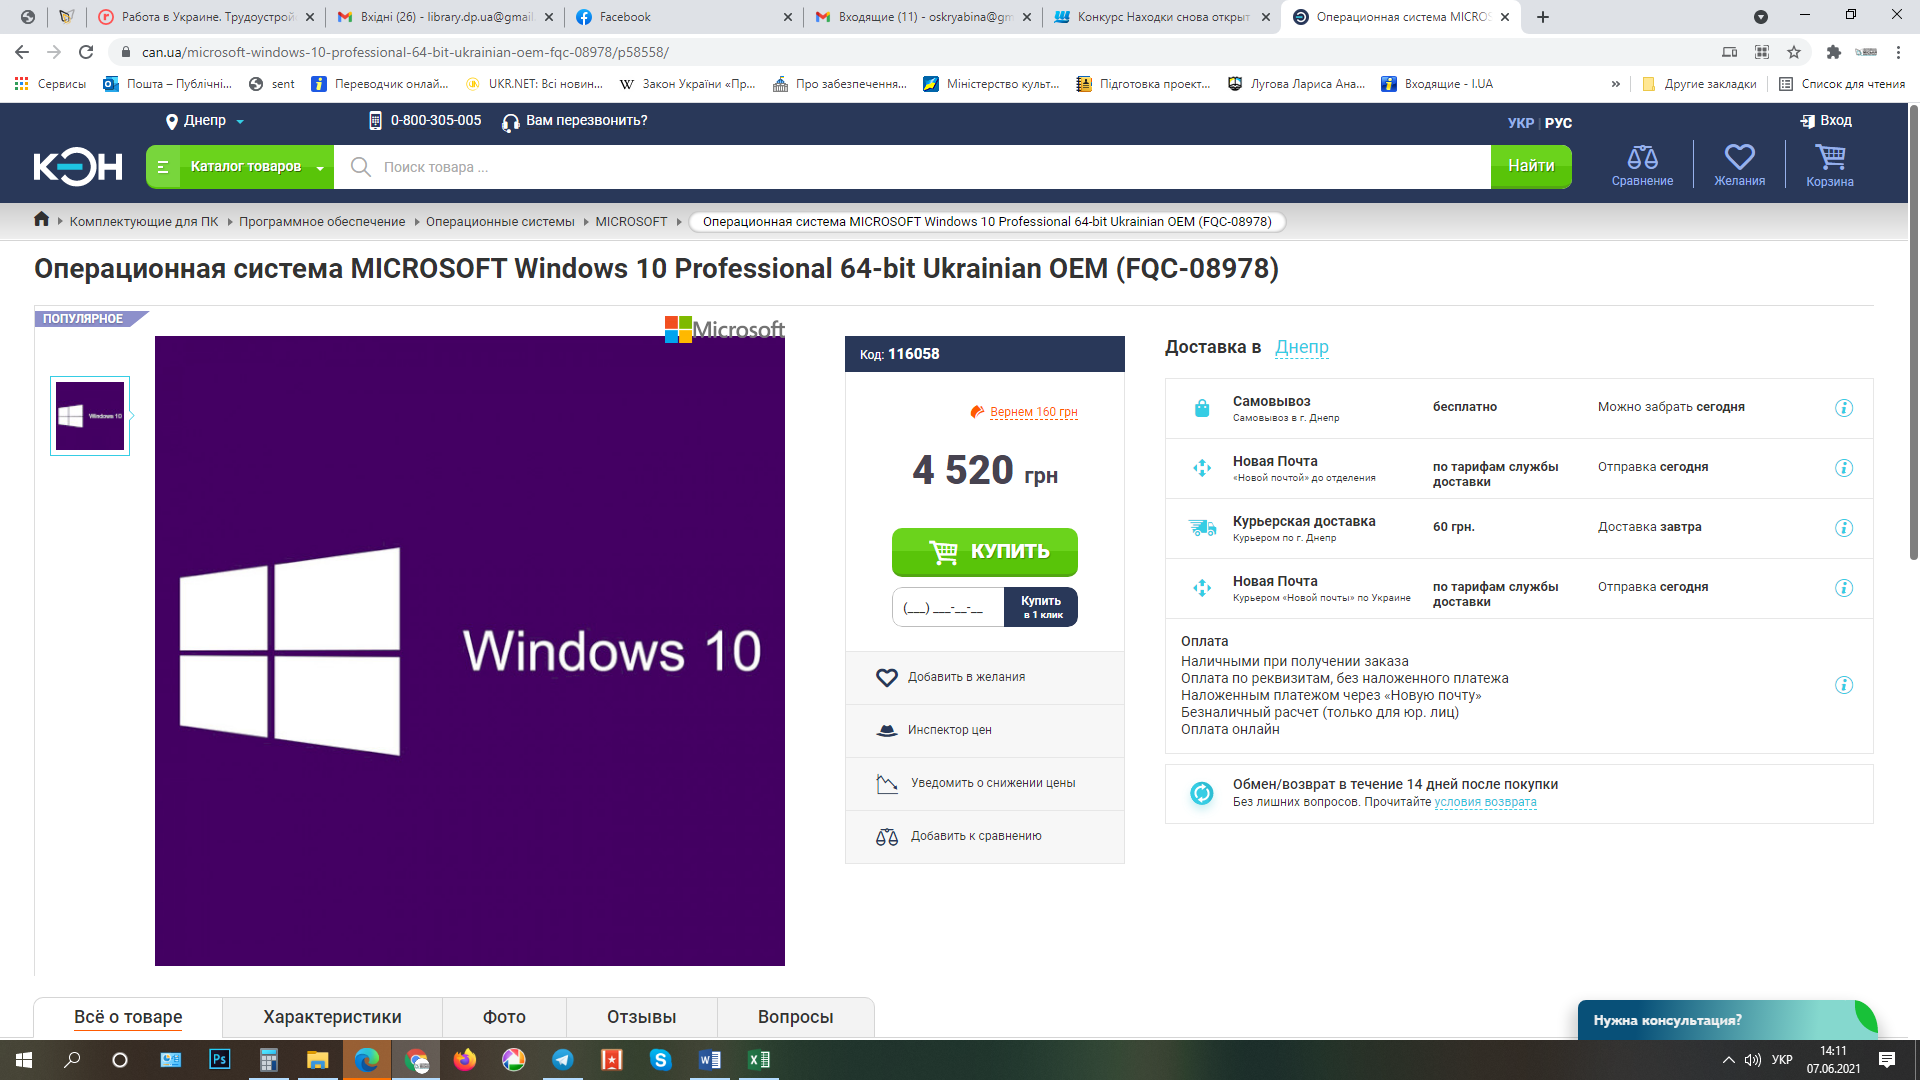 Работа в Украине. Трудоустрой
Вхідні (26) - library.dp.ua@gmail.
Facebook
Входящие (11) - oskryabina@gm
Конкурс Находки снова открыт
Операционная система MICROS
can.ua/microsoft-windows-10-professional-64-bit-ukrainian-oem-fqc-08978/p58558/
Сервисы
Пошта – Публічні...
sent
Переводчик онлай...
UKR.NET: Всі новин...
Закон України «Пр...
Про забезпечення...
Міністерство культ...
Підготовка проект...
Лугова Лариса Ана...
Входящие - I.UA
»
Другие закладки
Список для чтения
Днепр
0-800-305-005
Вам перезвонить?
УКР | РУС
Вход
КЭН
Каталог товаров
Поиск товара ...
Найти
Сравнение
Желания
Корзина
Комплектующие для ПК
Программное обеспечение
Операционные системы
MICROSOFT
Операционная система MICROSOFT Windows 10 Professional 64-bit Ukrainian OEM (FQC-08978)
Операционная система MICROSOFT Windows 10 Professional 64-bit Ukrainian OEM (FQC-08978)
ПОПУЛЯРНОЕ
Microsoft
Windows 10
Windows 10
Код: 116058
Вернем 160 грн
4 520 грн
КУПИТЬ
(___) ___-__-__
Купить
в 1 клик
Добавить в желания
Инспектор цен
Уведомить о снижении цены
Добавить к сравнению
Доставка в Днепр
Самовывоз
Самовывоз в г. Днепр
бесплатно
Можно забрать сегодня
Новая Почта
«Новой почтой» до отделения
по тарифам службы
доставки
Отправка сегодня
Курьерская доставка
Курьером по г. Днепр
60 грн.
Доставка завтра
Новая Почта
Курьером «Новой почты» по Украине
по тарифам службы
доставки
Отправка сегодня
Оплата
Наличными при получении заказа
Оплата по реквизитам, без наложенного платежа
Наложенным платежом через «Новую почту»
Безналичный расчет (только для юр. лиц)
Оплата онлайн
Обмен/возврат в течение 14 дней после покупки
Без лишних вопросов. Прочитайте условия возврата
Всё о товаре
Характеристики
Фото
Отзывы
Вопросы
Нужна консультация?
Ps
УКР
14:11
07.06.2021